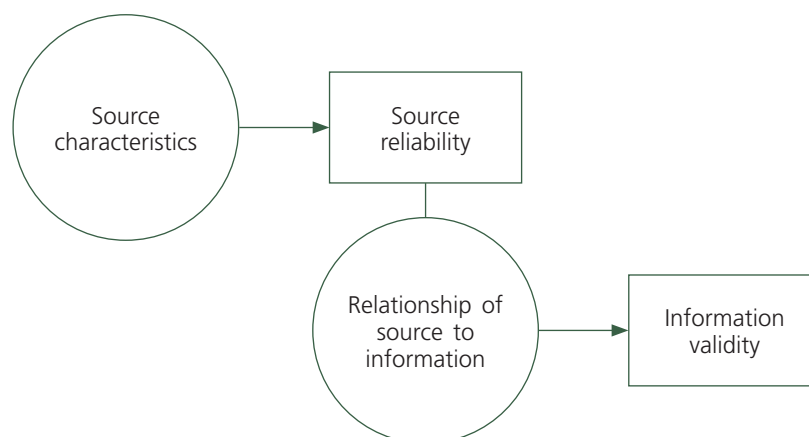 Source
characteristics
Source
reliability
Relationship of
source to
information
Information
validity